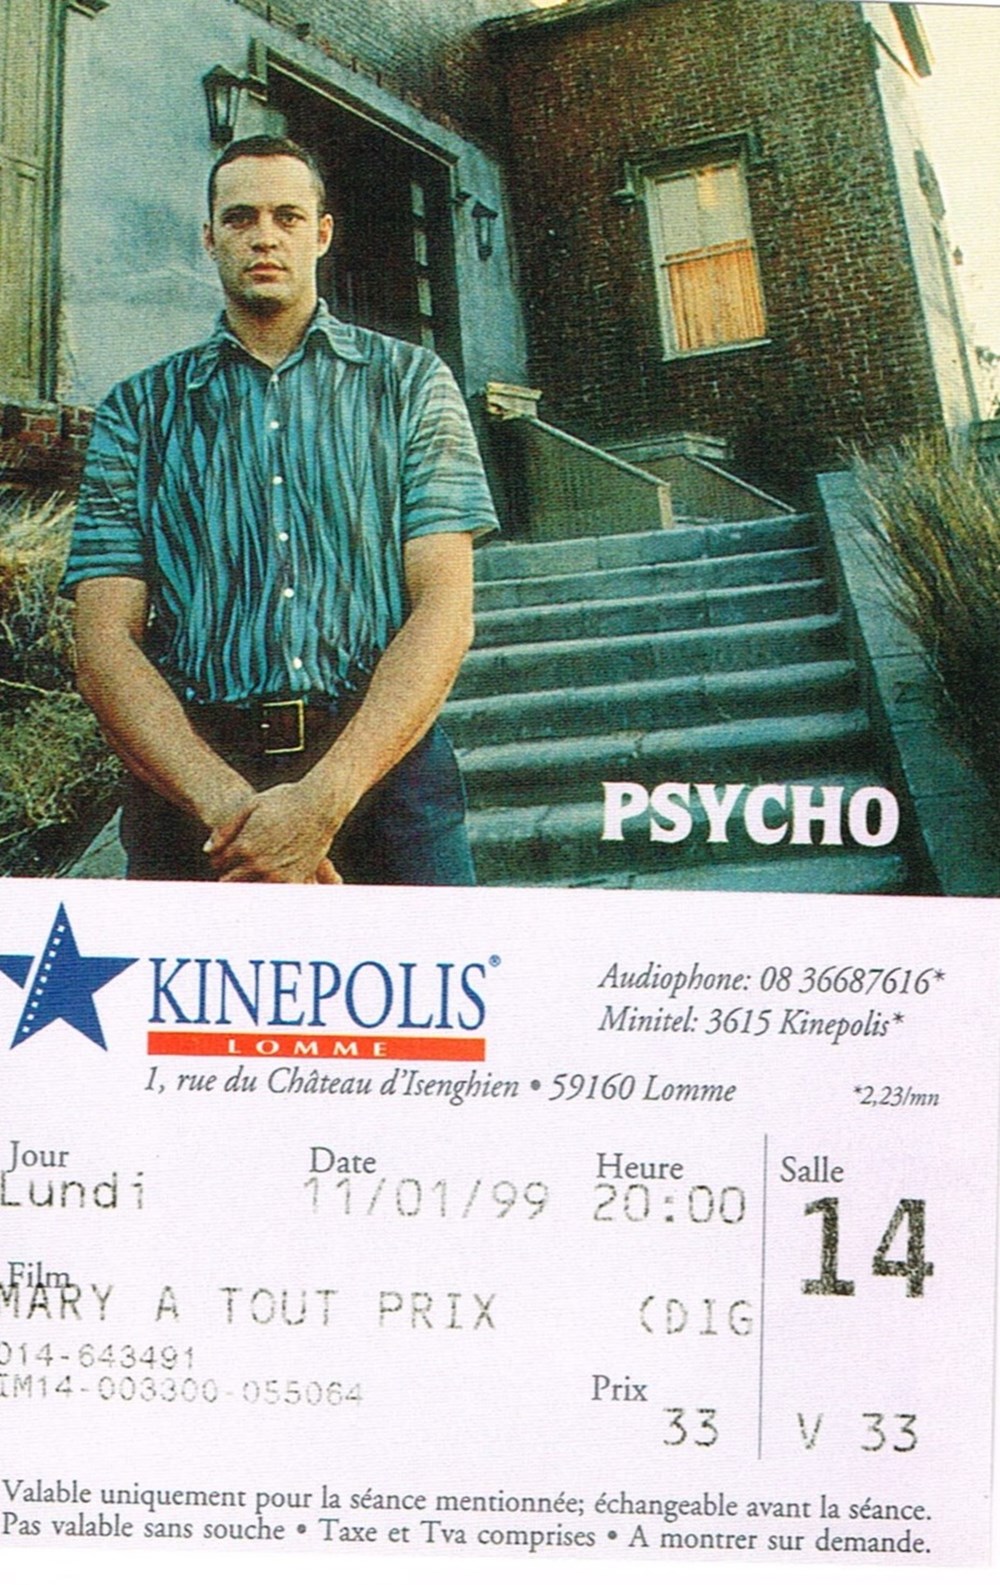 PSYCHO
KINEPOLIS®
LOMME
Audiophone: 08 36687616*
Minitel: 3615 Kinepolis*
1, rue du Château d'Isenghien • 59160 Lomme
*2,23/mn
Jour Date Heure Salle
Lundi 11/01/99 20:00 14
Film
MARY A TOUT PRIX (DIG
014-643491
IM14-003300-055064
Prix
33 V 33
Valable uniquement pour la séance mentionnée; échangeable avant la séance.
Pas valable sans souche • Taxe et Tva comprises • A montrer sur demande.